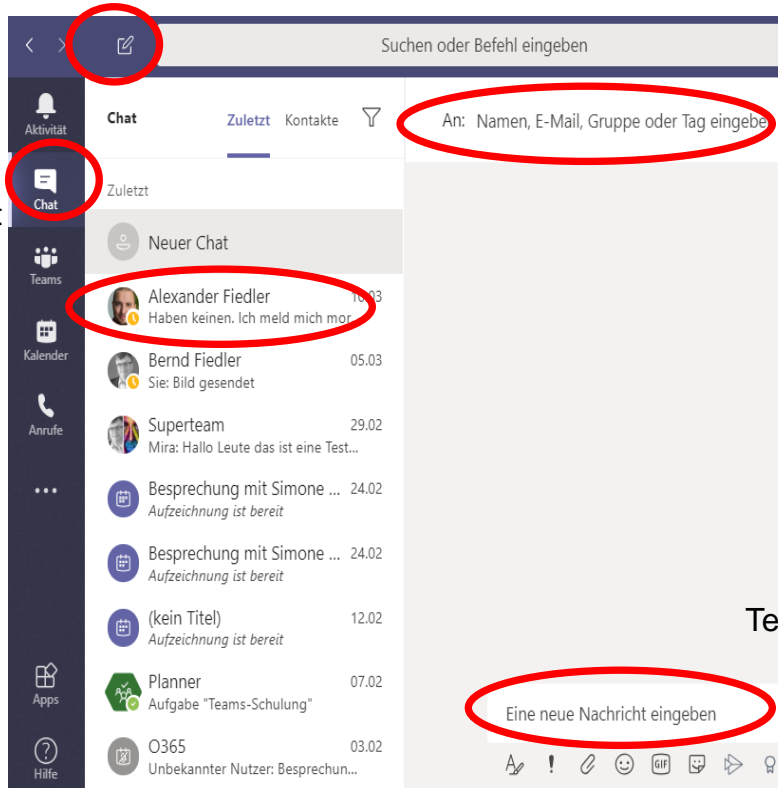 Suchen oder Befehl eingeben
Aktivität
Chat
Teams
Kalender
Anrufe
Apps
Hilfe
Chat Zuletzt Kontakte
Zuletzt
Neuer Chat
Alexander Fiedler
Haben keinen. Ich meld mich mor...
Bernd Fiedler 05.03
Sie: Bild gesendet
Superteam 29.02
Mira: Hallo Leute das ist eine Test...
Besprechung mit Simone ... 24.02
Aufzeichnung ist bereit
Besprechung mit Simone ... 24.02
Aufzeichnung ist bereit
(kein Titel) 12.02
Aufzeichnung ist bereit
Planner 07.02
Aufgabe "Teams-Schulung"
O365 03.02
Unbekannter Nutzer: Besprechun...
An: Namen, E-Mail, Gruppe oder Tag eingebe
Te
Eine neue Nachricht eingeben
GIF